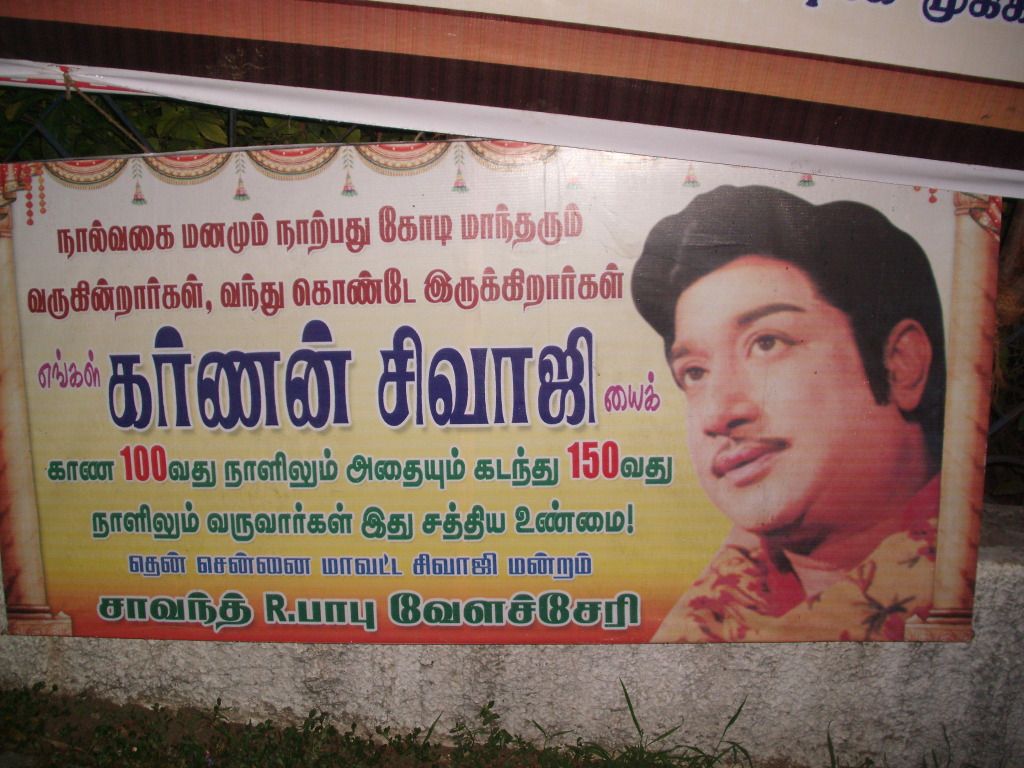 முக்க
நால்வகை மனமும் நாற்பது கோடி மாந்தரும்
வருகின்றார்கள், வந்து கொண்டே இருக்கிறார்கள்
எங்கள் கர்ணன் சிவாஜி யைக்
காண 100வது நாளிலும் அதையும் கடந்து 150வது
நாளிலும் வருவார்கள் இது சத்திய உண்மை!
தென் சென்னை மாவட்ட சிவாஜி மன்றம்
சாவந்த் R.பாபு வேளச்சேரி